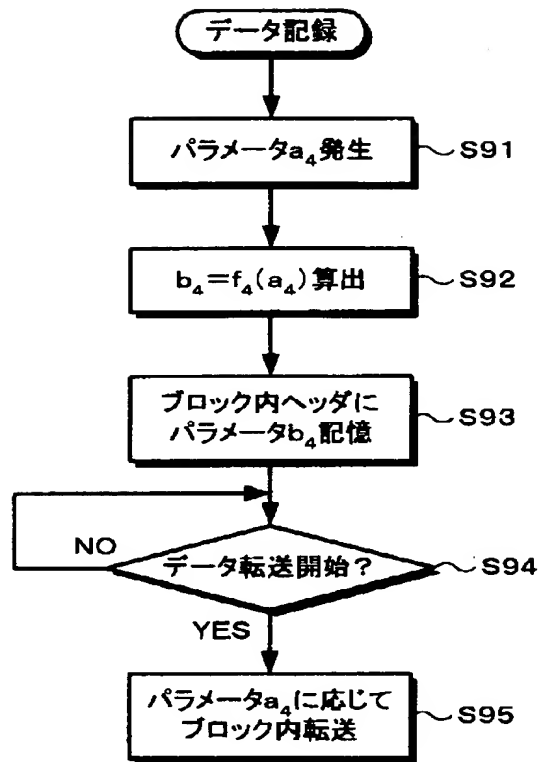 データ記録
パラメータa₄発生
S91
b₄=f₄(a₄)算出
S92
ブロック内ヘッダに
パラメータb₄記憶
S93
NO
データ転送開始?
S94
YES
パラメータa₄に応じて
ブロック内転送
S95